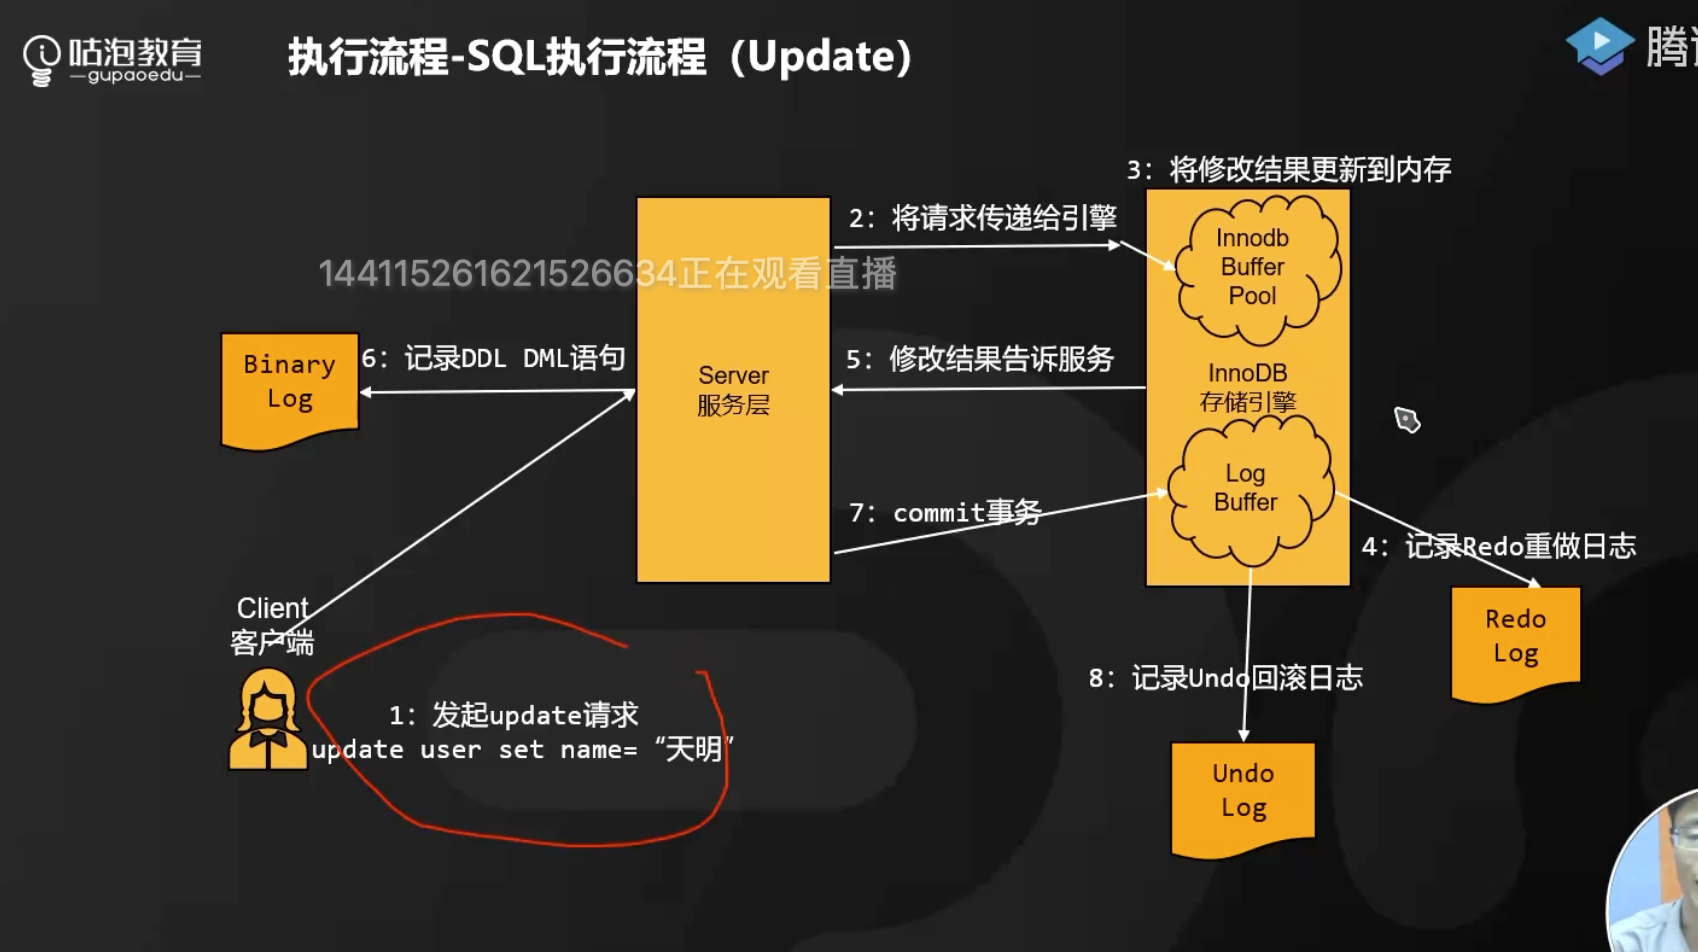 咕泡教育
gupaoedu
执行流程-SQL执行流程（Update）
3：将修改结果更新到内存
2：将请求传递给引擎
Innodb
Buffer
Pool
144115261621526634正在观看直播
Binary
Log
6：记录DDL DML语句
Server
服务层
5：修改结果告诉服务
InnoDB
存储引擎
Log
Buffer
7：commit事务
4：记录Redo重做日志
Redo
Log
Client
客户端
8：记录Undo回滚日志
1：发起update请求
update user set name=“天明”
Undo
Log